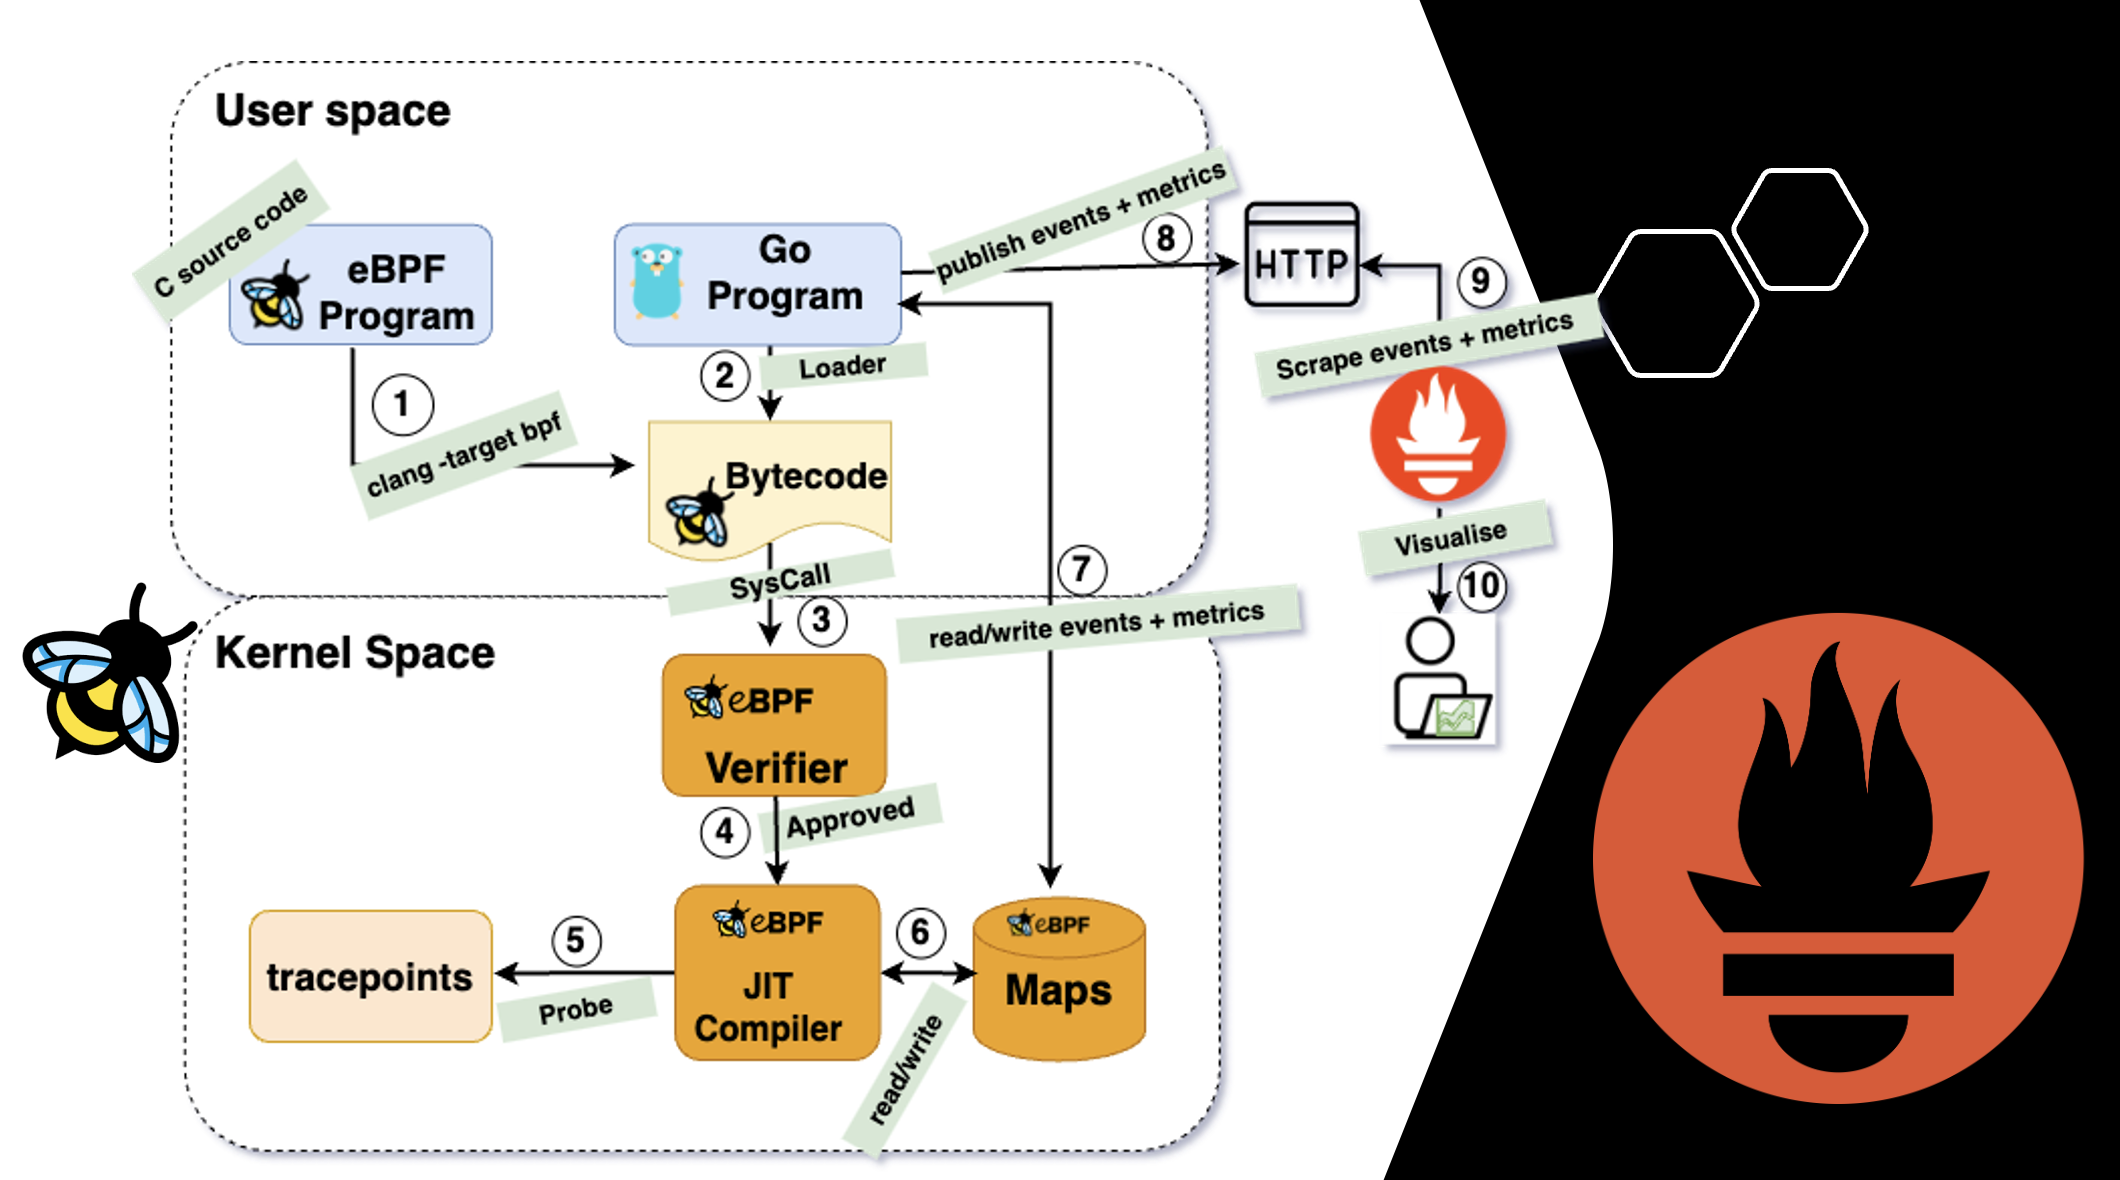 User space
C source code
eBPF
Program
Go
Program
publish events + metrics
8
HTTP
9
Scrape events + metrics
2
Loader
1
clang -target bpf
Bytecode
SysCall
3
7
read/write events + metrics
Visualise
10
Kernel Space
eBPF
Verifier
4
Approved
tracepoints
5
Probe
eBPF
JIT
Compiler
6
read/write
eBPF
Maps